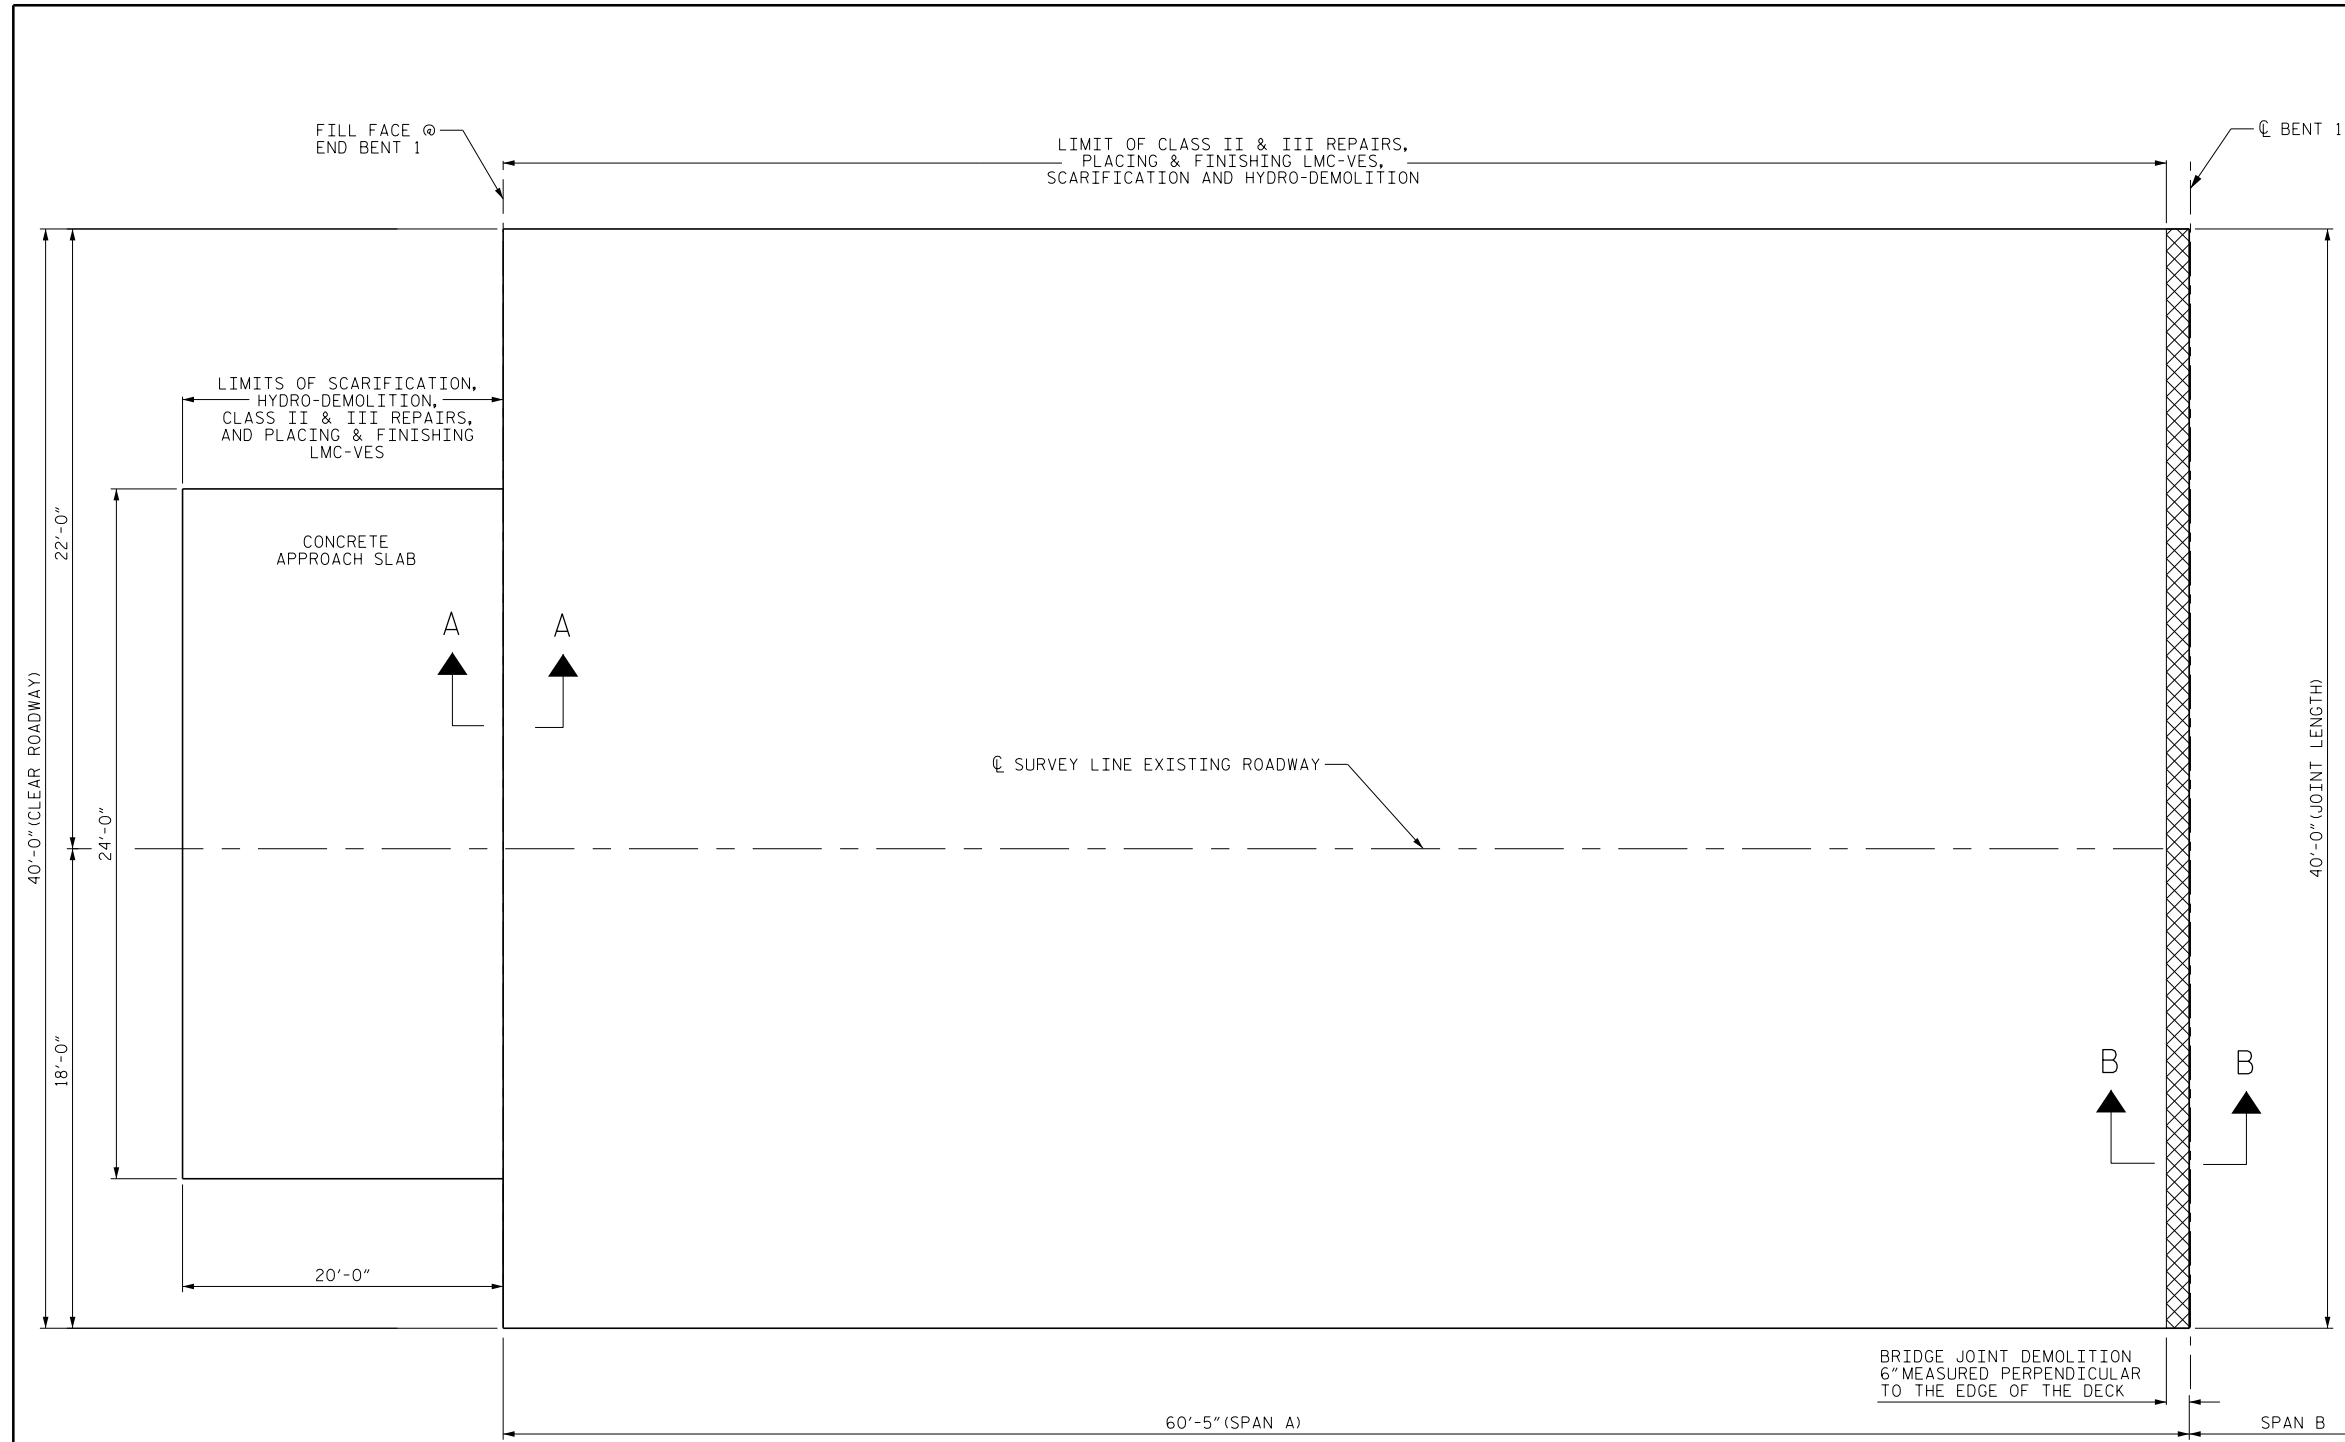 FILL FACE @
END BENT 1
LIMIT OF CLASS II & III REPAIRS,
PLACING & FINISHING LMC-VES,
SCARIFICATION AND HYDRO-DEMOLITION
℄ BENT 1
LIMITS OF SCARIFICATION,
HYDRO-DEMOLITION,
CLASS II & III REPAIRS,
AND PLACING & FINISHING
LMC-VES
22'-0"
CONCRETE
APPROACH SLAB
A
A
40'-0"(CLEAR ROADWAY)
24'-0"
℄ SURVEY LINE EXISTING ROADWAY
40'-0"(JOINT LENGTH)
18'-0"
B
B
20'-0"
BRIDGE JOINT DEMOLITION
6"MEASURED PERPENDICULAR
TO THE EDGE OF THE DECK
60'-5"(SPAN A)
SPAN B